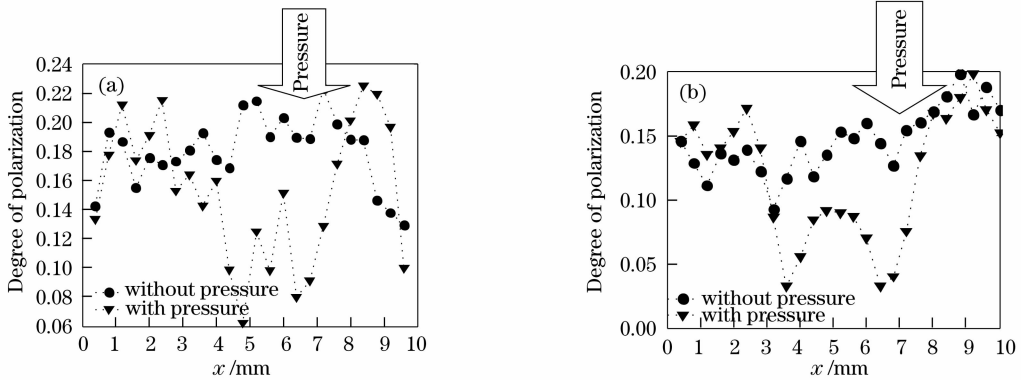 Pressure
(a)
Degree of polarization
0.24
0.22
0.20
0.18
0.16
0.14
0.12
0.10
0.08
0.06
without pressure
with pressure
0 1 2 3 4 5 6 7 8 9 10
x/mm
Pressure
(b)
Degree of polarization
0.20
0.15
0.10
0.05
0.00
without pressure
with pressure
0 1 2 3 4 5 6 7 8 9 10
x/mm